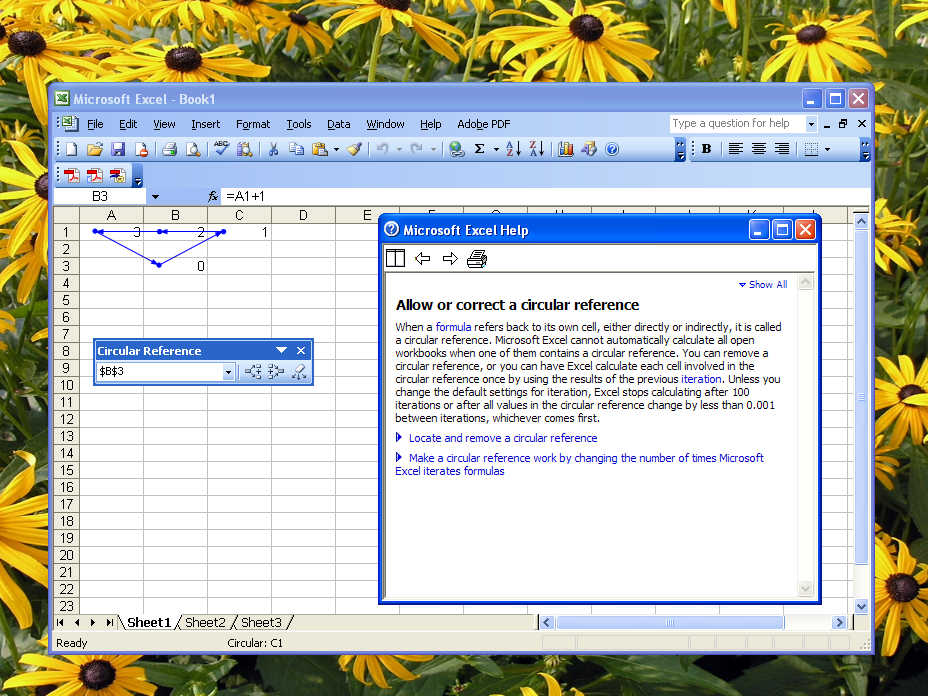 Microsoft Excel - Book1
File Edit View Insert Format Tools Data Window Help Adobe PDF
Type a question for help
ABC
Σ A Z Z A B
B3 fx =A1+1
A B C D E
1 3 2 1
2
3 0
4
5
6
7
8
9
10
11
12
13
14
15
16
17
18
19
20
21
22
23
Circular Reference
$B$3
Microsoft Excel Help
Show All
Allow or correct a circular reference
When a formula refers back to its own cell, either directly or indirectly, it is called
a circular reference. Microsoft Excel cannot automatically calculate all open
workbooks when one of them contains a circular reference. You can remove a
circular reference, or you can have Excel calculate each cell involved in the
circular reference once by using the results of the previous iteration. Unless you
change the default settings for iteration, Excel stops calculating after 100
iterations or after all values in the circular reference change by less than 0.001
between iterations, whichever comes first.
Locate and remove a circular reference
Make a circular reference work by changing the number of times Microsoft
Excel iterates formulas
Sheet1 Sheet2 Sheet3
Ready Circular: C1